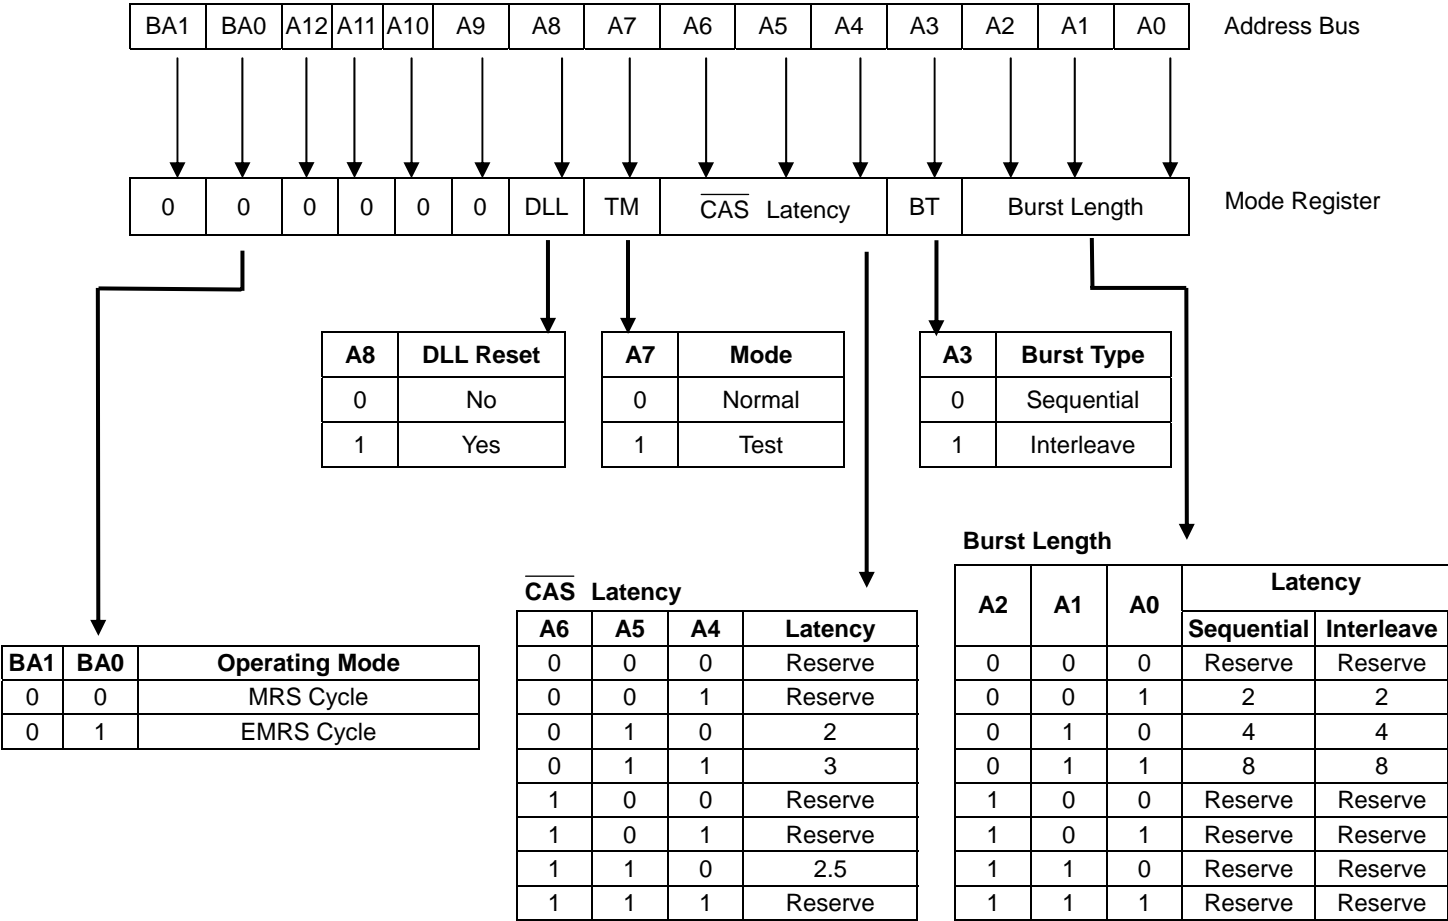 BA1 BA0 A12 A11 A10 A9 A8 A7 A6 A5 A4 A3 A2 A1 A0 Address Bus
0 0 0 0 0 0 DLL TM CAS Latency BT Burst Length Mode Register
A8 DLL Reset
0 No
1 Yes
A7 Mode
0 Normal
1 Test
A3 Burst Type
0 Sequential
1 Interleave
BA1 BA0 Operating Mode
0 0 MRS Cycle
0 1 EMRS Cycle
CAS Latency
A6 A5 A4 Latency
0 0 0 Reserve
0 0 1 Reserve
0 1 0 2
0 1 1 3
1 0 0 Reserve
1 0 1 Reserve
1 1 0 2.5
1 1 1 Reserve
Burst Length
A2 A1 A0 Latency
Sequential Interleave
0 0 0 Reserve Reserve
0 0 1 2 2
0 1 0 4 4
0 1 1 8 8
1 0 0 Reserve Reserve
1 0 1 Reserve Reserve
1 1 0 Reserve Reserve
1 1 1 Reserve Reserve